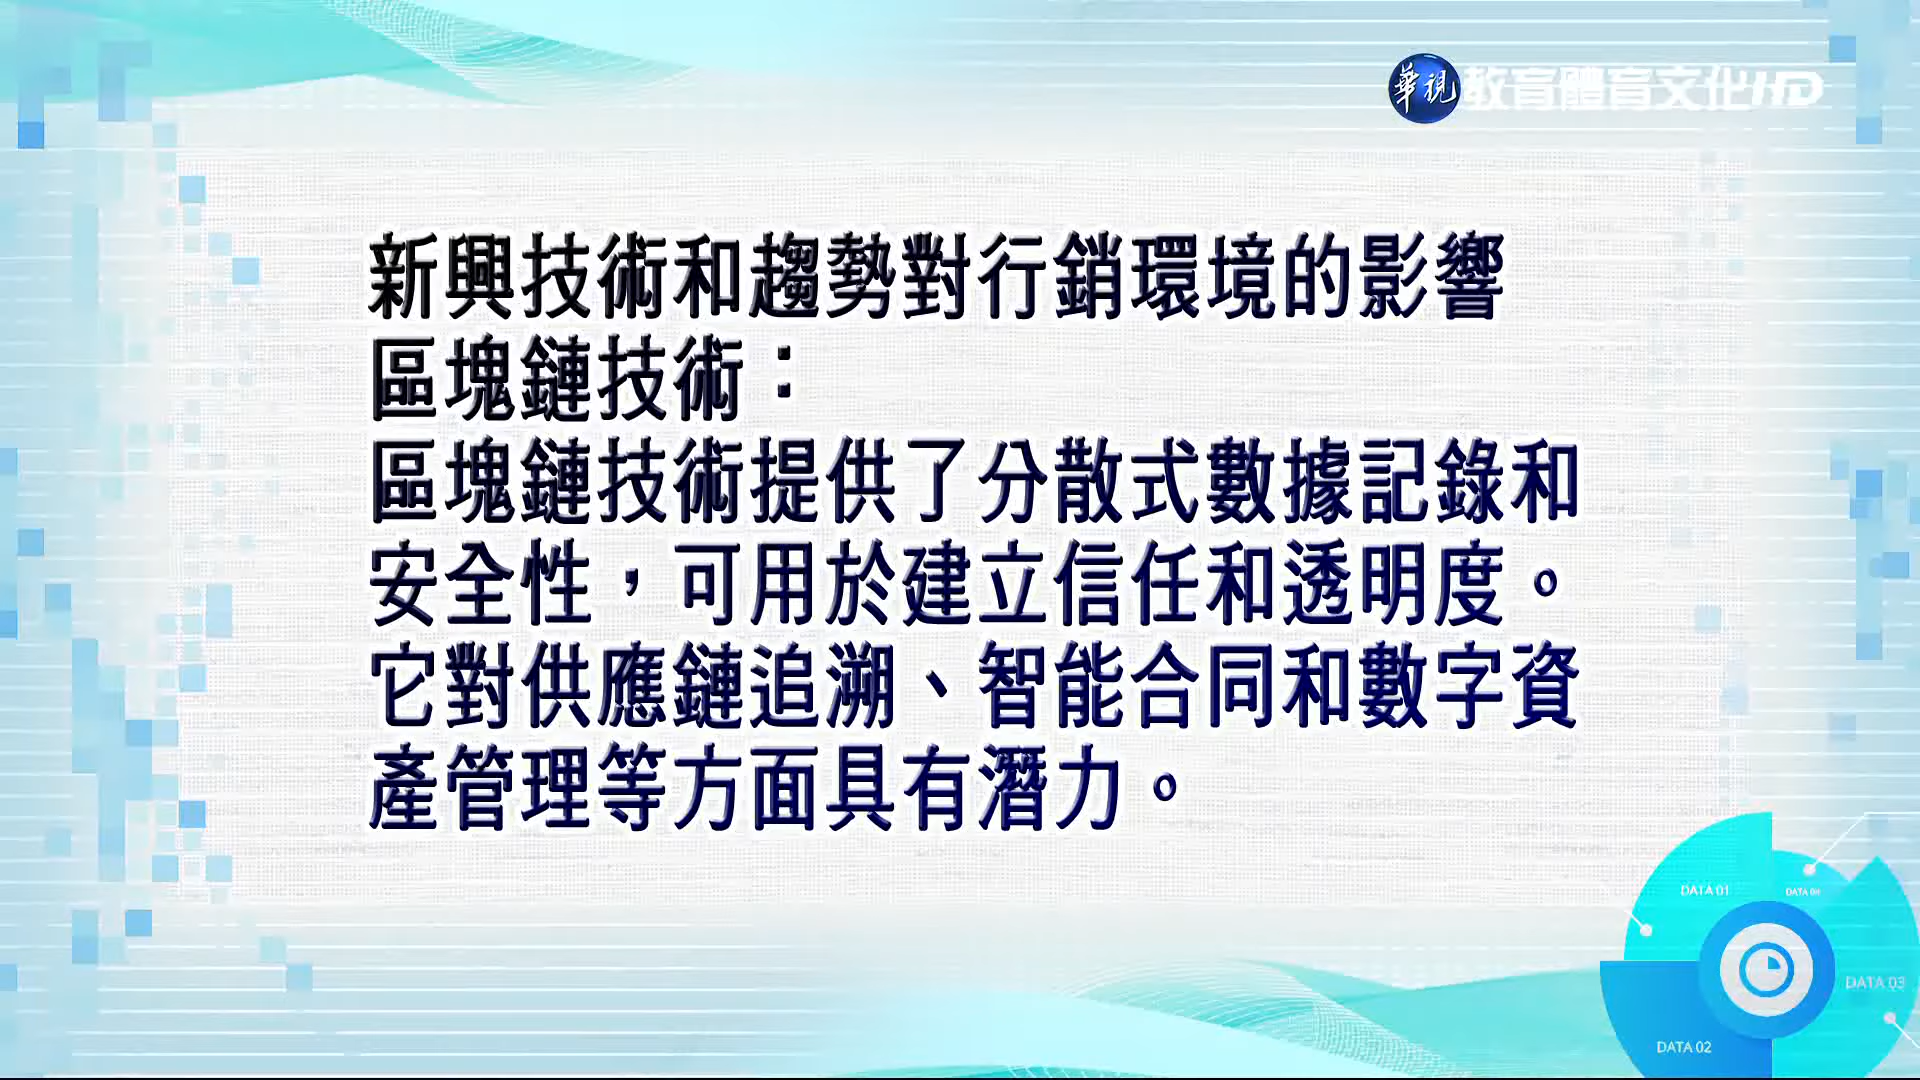 華視 教育體育文化HD
新興技術和趨勢對行銷環境的影響
區塊鏈技術：
區塊鏈技術提供了分散式數據記錄和
安全性，可用於建立信任和透明度。
它對供應鏈追溯、智能合同和數字資
產管理等方面具有潛力。
DATA 01
DATA 04
DATA 03
DATA 02